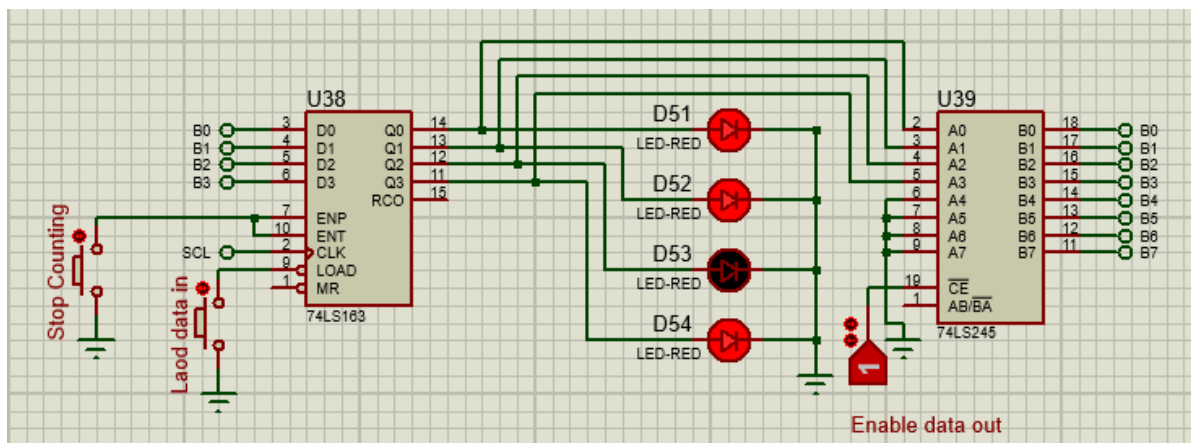 U38
B0 3 D0 Q0 14
B1 4 D1 Q1 13
B2 5 D2 Q2 12
B3 6 D3 Q3 11
RCO 15
7 ENP
10 ENT
SCL 2 CLK
9 LOAD
1 MR
74LS163
Stop Counting
Laod data in
D51
LED-RED
D52
LED-RED
D53
LED-RED
D54
LED-RED
U39
2 A0 B0 18 B0
3 A1 B1 17 B1
4 A2 B2 16 B2
5 A3 B3 15 B3
6 A4 B4 14 B4
7 A5 B5 13 B5
8 A6 B6 12 B6
9 A7 B7 11 B7
19 CE
1 AB/BA
74LS245
1
Enable data out